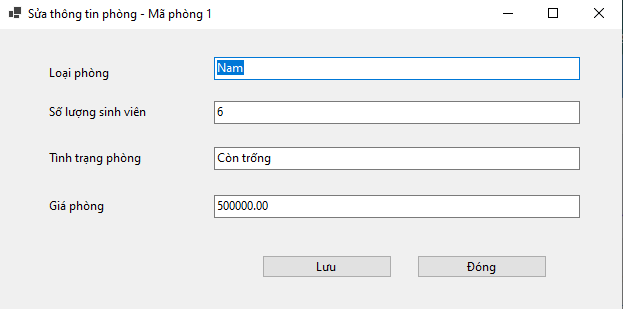 Sửa thông tin phòng - Mã phòng 1
Loại phòng
Nam
Số lượng sinh viên
6
Tình trạng phòng
Còn trống
Giá phòng
500000.00
Lưu
Đóng